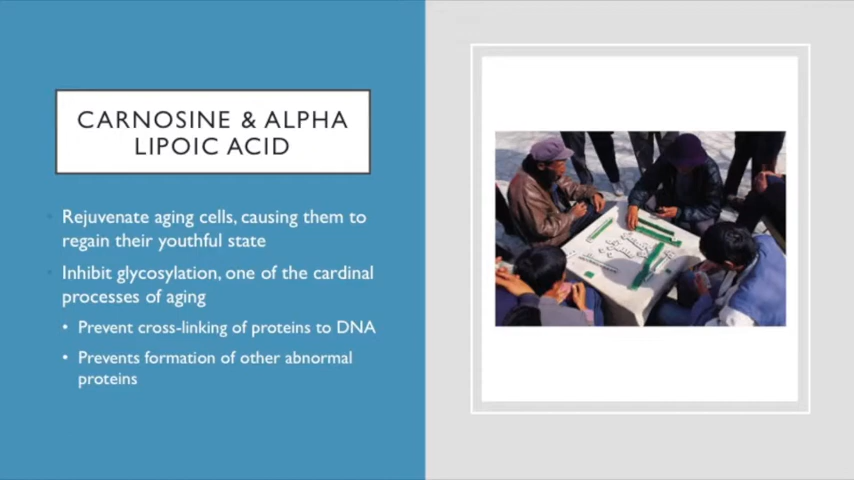 CARNOSINE & ALPHA
LIPOIC ACID
Rejuvenate aging cells, causing them to
regain their youthful state
Inhibit glycosylation, one of the cardinal
processes of aging
• Prevent cross-linking of proteins to DNA
• Prevents formation of other abnormal
proteins